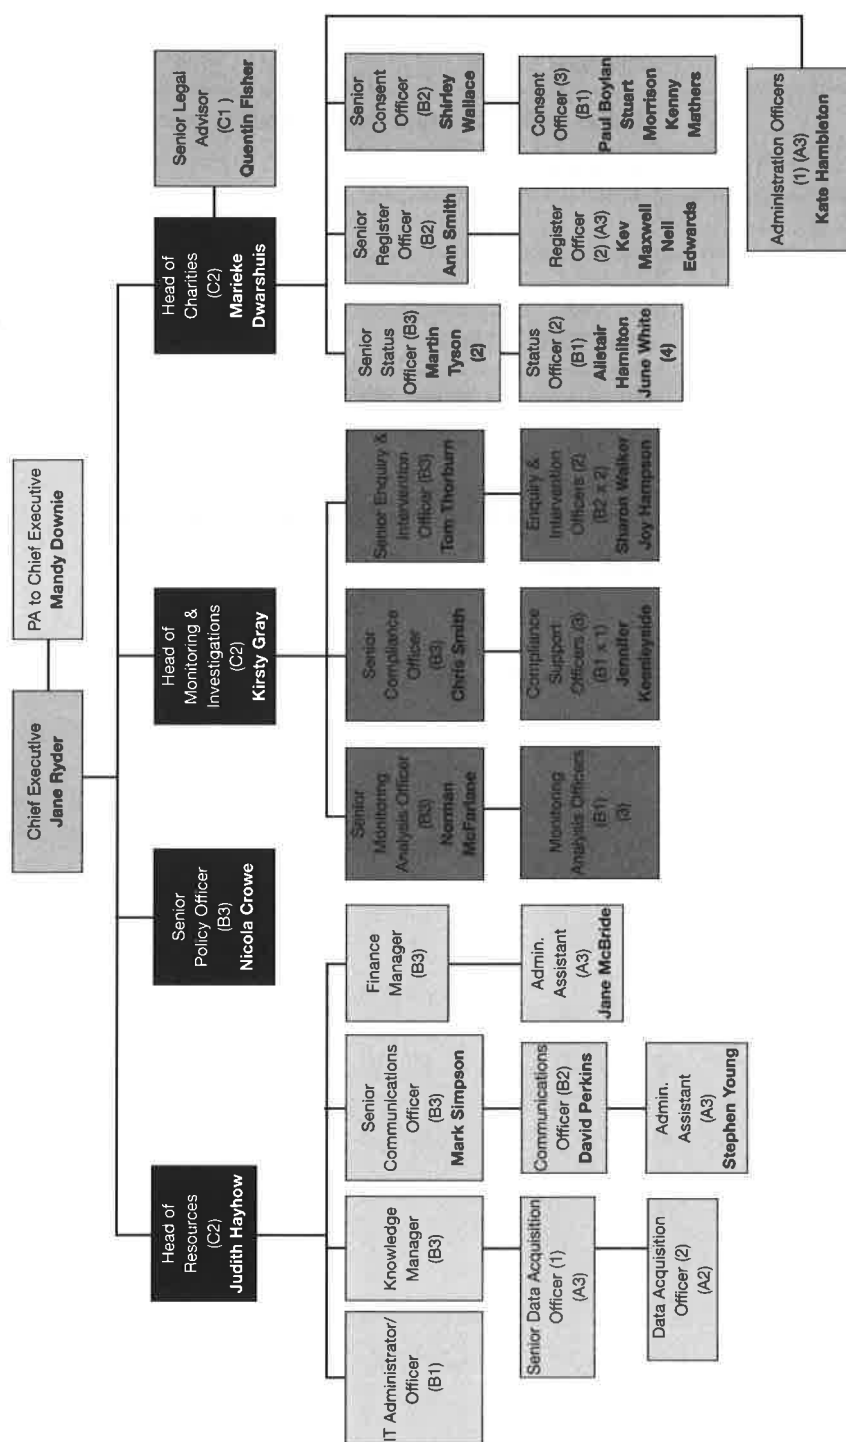 Chief Executive
Jane Ryder
PA to Chief Executive
Mandy Downie
Head of
Resources
(C2)
Judith Hayhow
Senior
Policy Officer
(B3)
Nicola Crowe
Head of
Monitoring &
Investigations
(C2)
Kirsty Gray
Head of
Charities
(C2)
Marieke
Dwarshuis
Senior Legal
Advisor
(C1)
Quentin Fisher
IT Administrator/
Officer
(B1)
Knowledge
Manager
(B3)
Senior
Communications
Officer
(B3)
Mark Simpson
Finance
Manager
(B3)
Senior
Monitoring
Analysis Officer
(B3)
Norman
McFarlane
Senior
Compliance
Officer
(B3)
Chris Smith
Senior Enquiry &
Intervention
Officer (B3)
Tom Thorburn
Senior
Status
Officer (B3)
Martin
Tyson
(2)
Senior
Register
Officer
(B2)
Ann Smith
Senior
Consent
Officer
(B2)
Shirley
Wallace
Senior Data Acquisition
Officer (1)
(A3)
Communications
Officer (B2)
David Perkins
Admin.
Assistant
(A3)
Jane McBride
Monitoring
Analysis Officers
(B1)
(3)
Compliance
Support
Officers (3)
(B1 x 1)
Jennifer
Keenleyside
Enquiry &
Intervention
Officers (2)
(B2 x 2)
Sharon Walker
Joy Hampson
Status
Officer (2)
(B1)
Alistair
Hamilton
June White
(4)
Register
Officer
(2) (A3)
Kev
Maxwell
Neil
Edwards
Consent
Officer (3)
(B1)
Paul Boylan
Stuart
Morrison
Kenny
Mathers
Data Acquisition
Officer (2)
(A2)
Admin.
Assistant
(A3)
Stephen Young
Administration Officers
(1) (A3)
Kate Hambleton